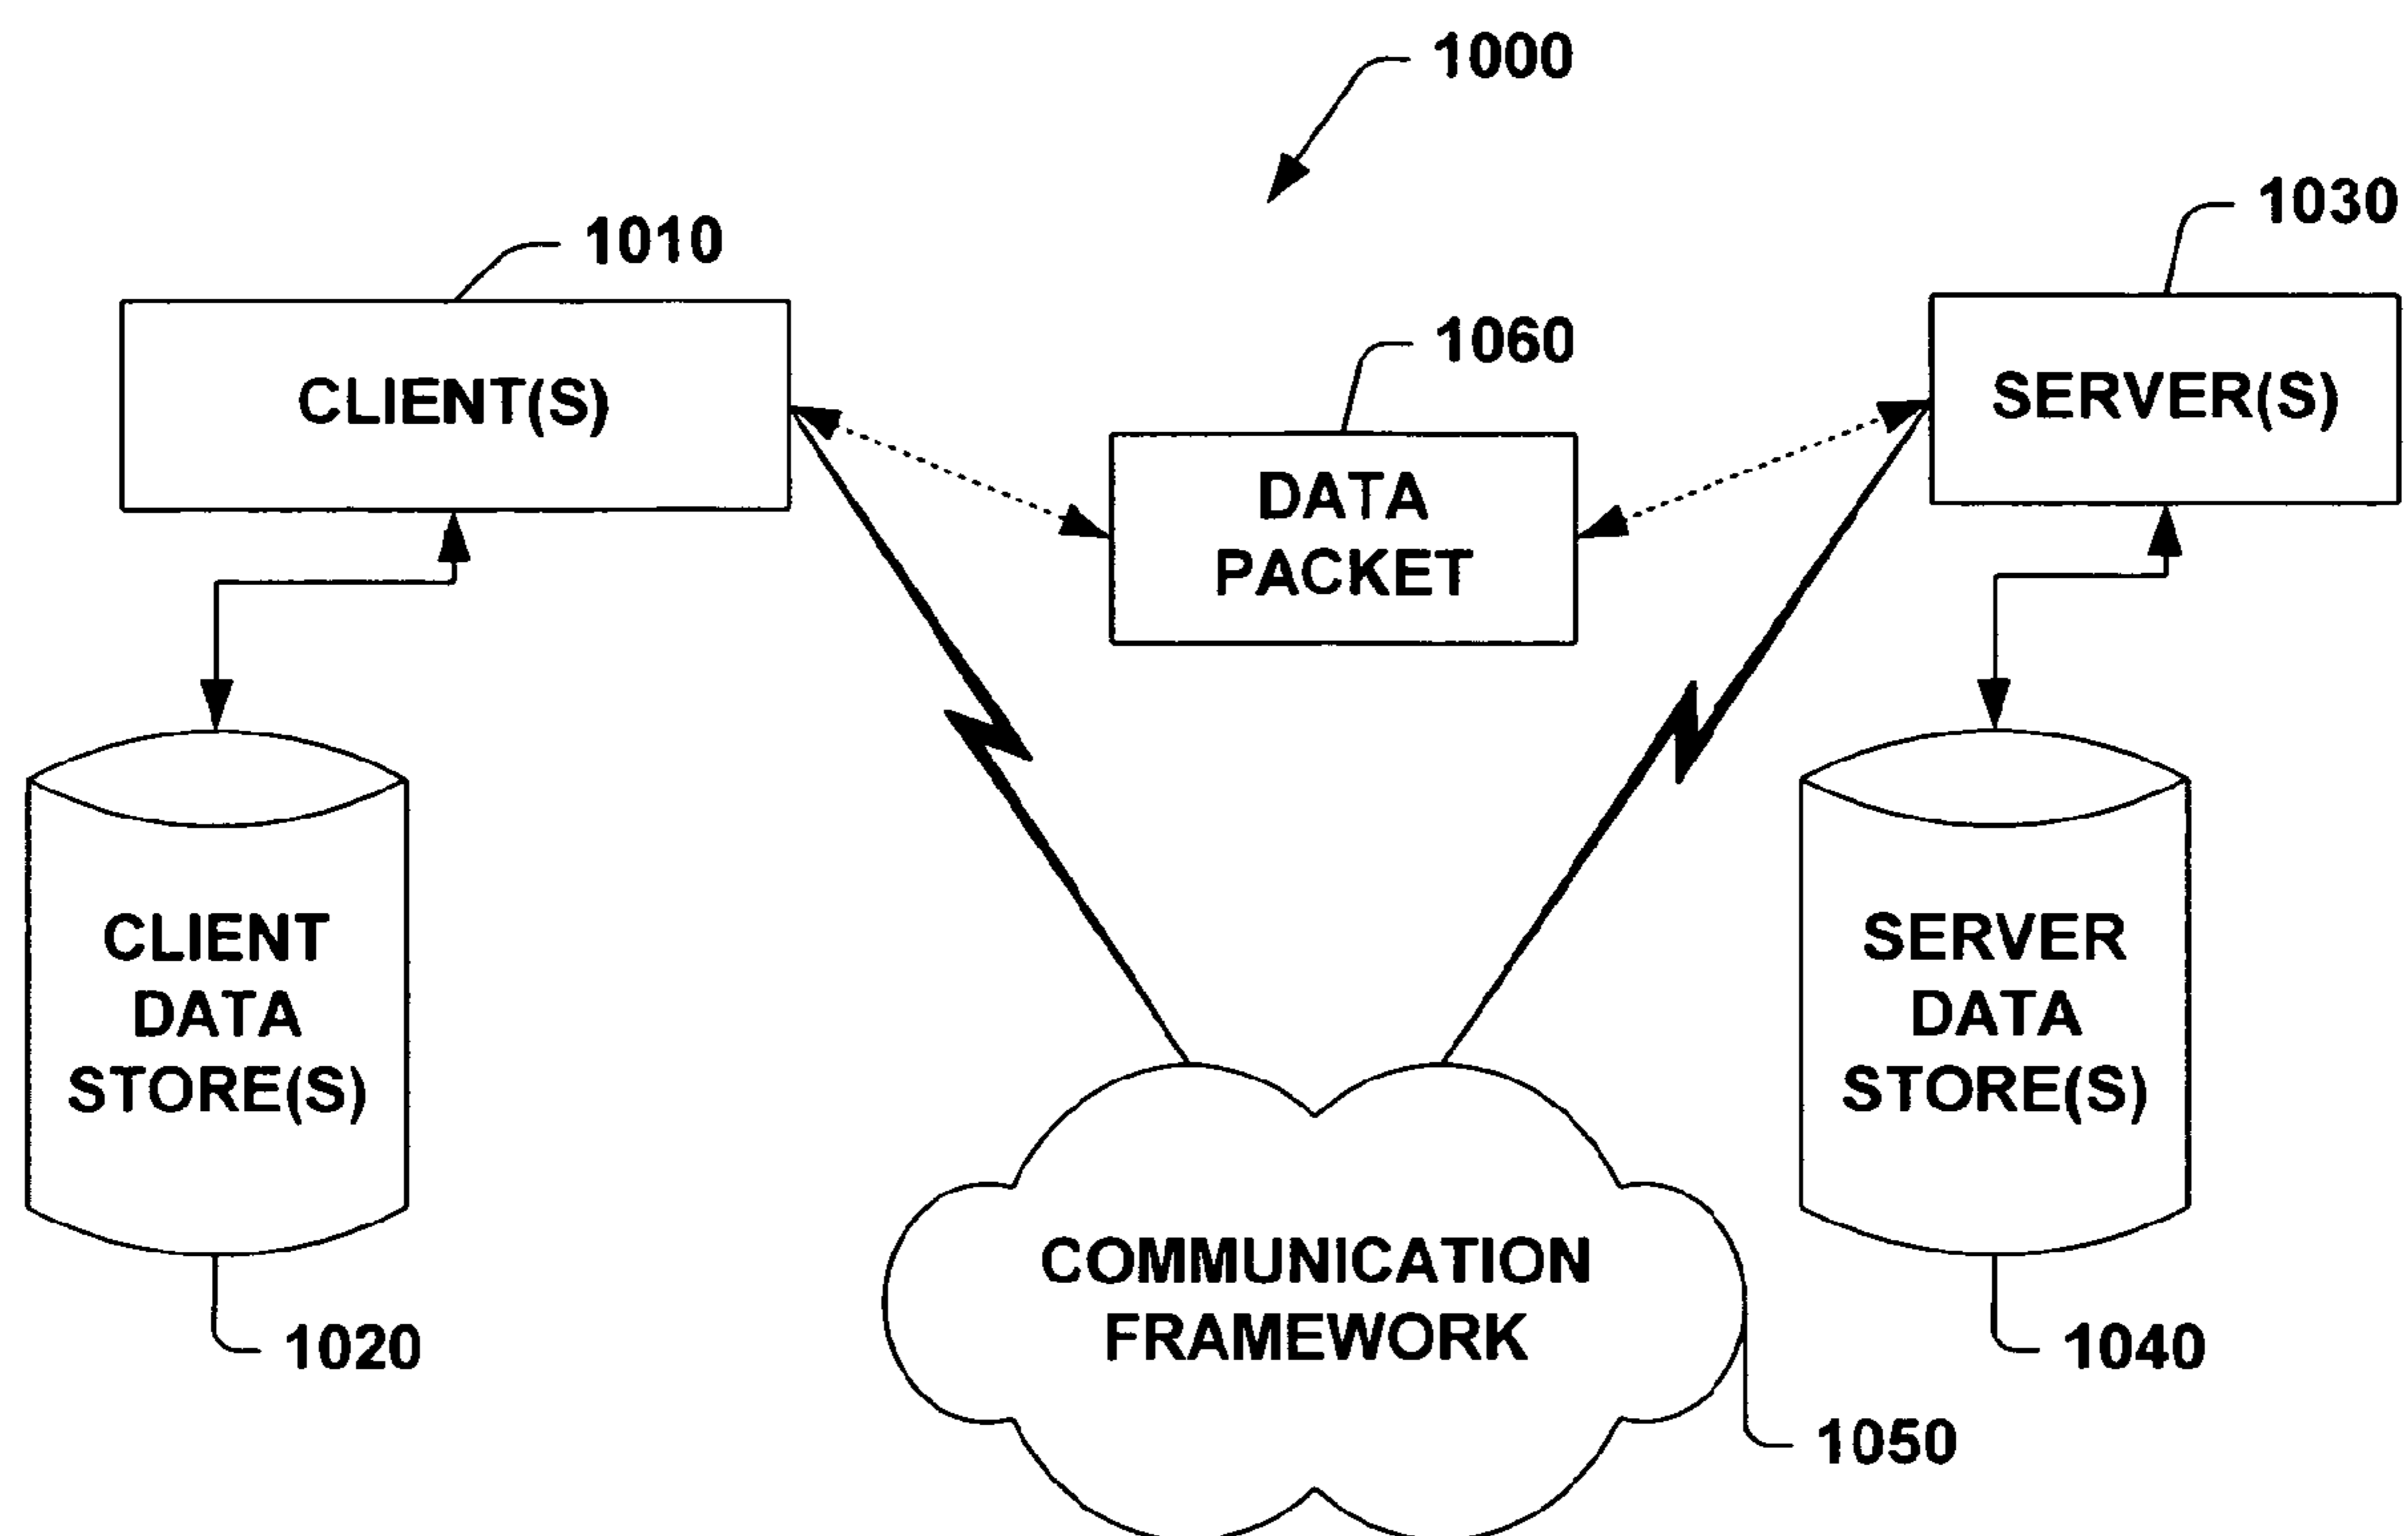 1000
1010
1030
1060
CLIENT(S)
SERVER(S)
DATA
PACKET
CLIENT
DATA
STORE(S)
SERVER
DATA
STORE(S)
COMMUNICATION
FRAMEWORK
1020
1040
1050